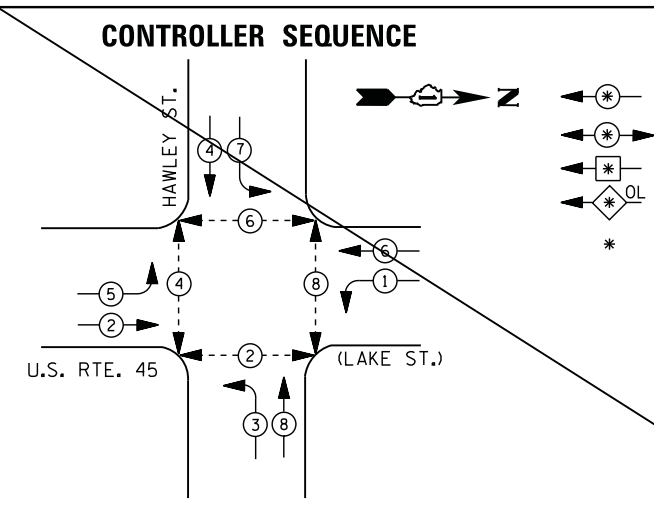 CONTROLLER SEQUENCE
HAWLEY ST.
N
*
*
*
* OL
*
4 7
6
6
5 4 8 1
2
2
U.S. RTE. 45
(LAKE ST.)
3 8